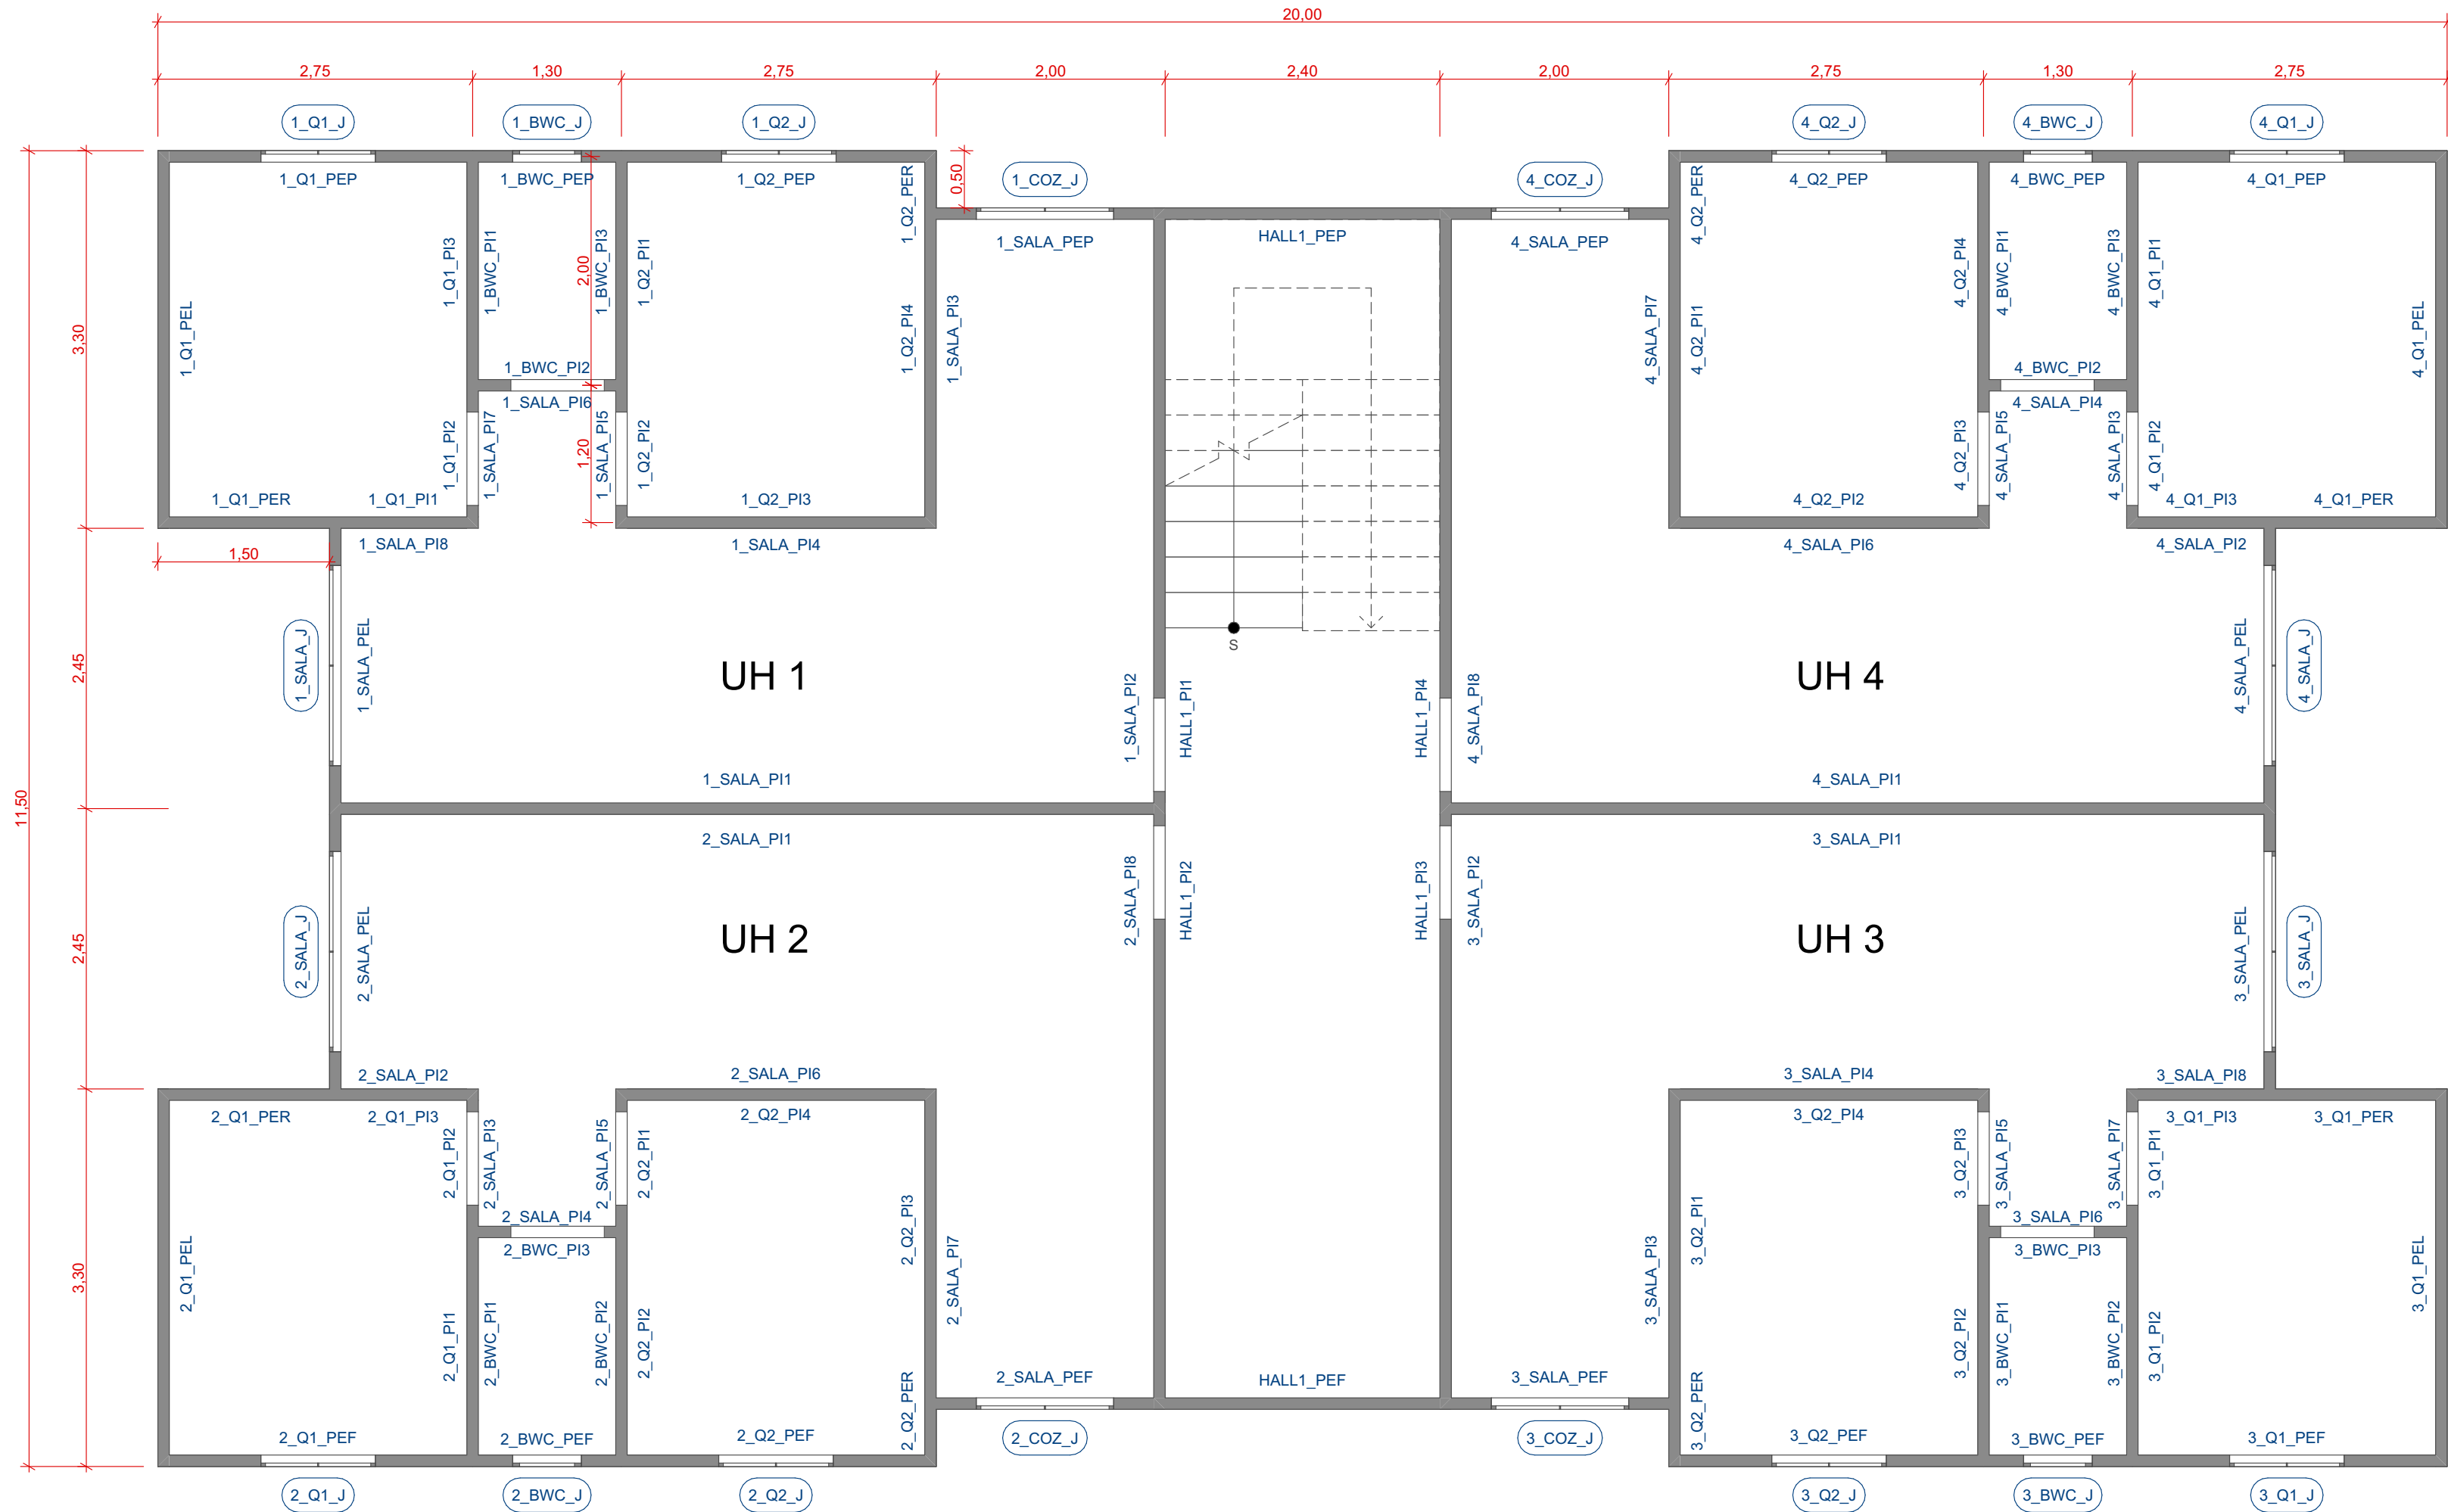 20,00
2,75
1,30
2,75
2,00
2,40
2,00
2,75
1,30
2,75
1_Q1_J
1_BWC_J
1_Q2_J
4_Q2_J
4_BWC_J
4_Q1_J
0,50
1_COZ_J
4_COZ_J
1_Q1_PEP
1_BWC_PEP
1_Q2_PEP
1_Q2_PER
4_Q2_PER
4_Q2_PEP
4_BWC_PEP
4_Q1_PEP
1_SALA_PEP
HALL1_PEP
4_SALA_PEP
1_Q1_PI3
1_BWC_PI1
2,00
1_BWC_PI3
1_Q2_PI1
4_Q2_PI4
4_BWC_PI1
4_BWC_PI3
4_Q1_PI1
3,30
1_Q1_PEL
1_Q2_PI4
1_SALA_PI3
4_SALA_PI7
4_Q2_PI1
4_Q1_PEL
1_BWC_PI2
4_BWC_PI2
1_SALA_PI6
4_SALA_PI4
1_Q1_PI2
1_SALA_PI7
1,20
1_SALA_PI5
1_Q2_PI2
4_Q2_PI3
4_SALA_PI5
4_SALA_PI3
4_Q1_PI2
1_Q1_PER
1_Q1_PI1
1_Q2_PI3
4_Q2_PI2
4_Q1_PI3
4_Q1_PER
1,50
1_SALA_PI8
1_SALA_PI4
4_SALA_PI6
4_SALA_PI2
S
2,45
1_SALA_J
1_SALA_PEL
UH 1
1_SALA_PI2
HALL1_PI1
HALL1_PI4
4_SALA_PI8
UH 4
4_SALA_PEL
4_SALA_J
1_SALA_PI1
4_SALA_PI1
11,50
2_SALA_PI1
3_SALA_PI1
2,45
2_SALA_J
2_SALA_PEL
UH 2
2_SALA_PI8
HALL1_PI2
HALL1_PI3
3_SALA_PI2
UH 3
3_SALA_PEL
3_SALA_J
2_SALA_PI2
2_SALA_PI6
3_SALA_PI4
3_SALA_PI8
2_Q1_PER
2_Q1_PI3
2_Q2_PI4
3_Q2_PI4
3_Q1_PI3
3_Q1_PER
2_Q1_PI2
2_SALA_PI3
2_SALA_PI5
2_Q2_PI1
3_Q2_PI3
3_SALA_PI5
3_SALA_PI7
3_Q1_PI1
2_SALA_PI4
3_SALA_PI6
2_BWC_PI3
3_BWC_PI3
3,30
2_Q1_PEL
2_Q2_PI3
2_SALA_PI7
3_SALA_PI3
3_Q2_PI1
3_Q1_PEL
2_Q1_PI1
2_BWC_PI1
2_BWC_PI2
2_Q2_PI2
3_Q2_PI2
3_BWC_PI1
3_BWC_PI2
3_Q1_PI2
2_SALA_PEF
HALL1_PEF
3_SALA_PEF
2_Q1_PEF
2_BWC_PEF
2_Q2_PEF
2_Q2_PER
2_COZ_J
3_COZ_J
3_Q2_PER
3_Q2_PEF
3_BWC_PEF
3_Q1_PEF
2_Q1_J
2_BWC_J
2_Q2_J
3_Q2_J
3_BWC_J
3_Q1_J